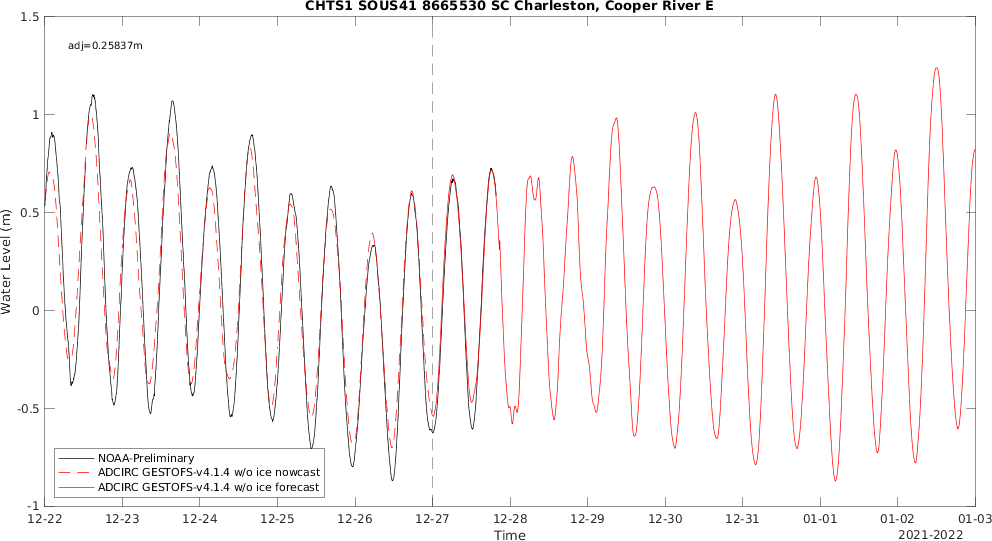 CHTS1 SOUS41 8665530 SC Charleston, Cooper River E
adj=0.25837m
1.5
1
0.5
0
-0.5
-1
Water Level (m)
NOAA-Preliminary
ADCIRC GESTOFS-v4.1.4 w/o ice nowcast
ADCIRC GESTOFS-v4.1.4 w/o ice forecast
12-22 12-23 12-24 12-25 12-26 12-27 12-28 12-29 12-30 12-31 01-01 01-02 01-03
Time
2021-2022